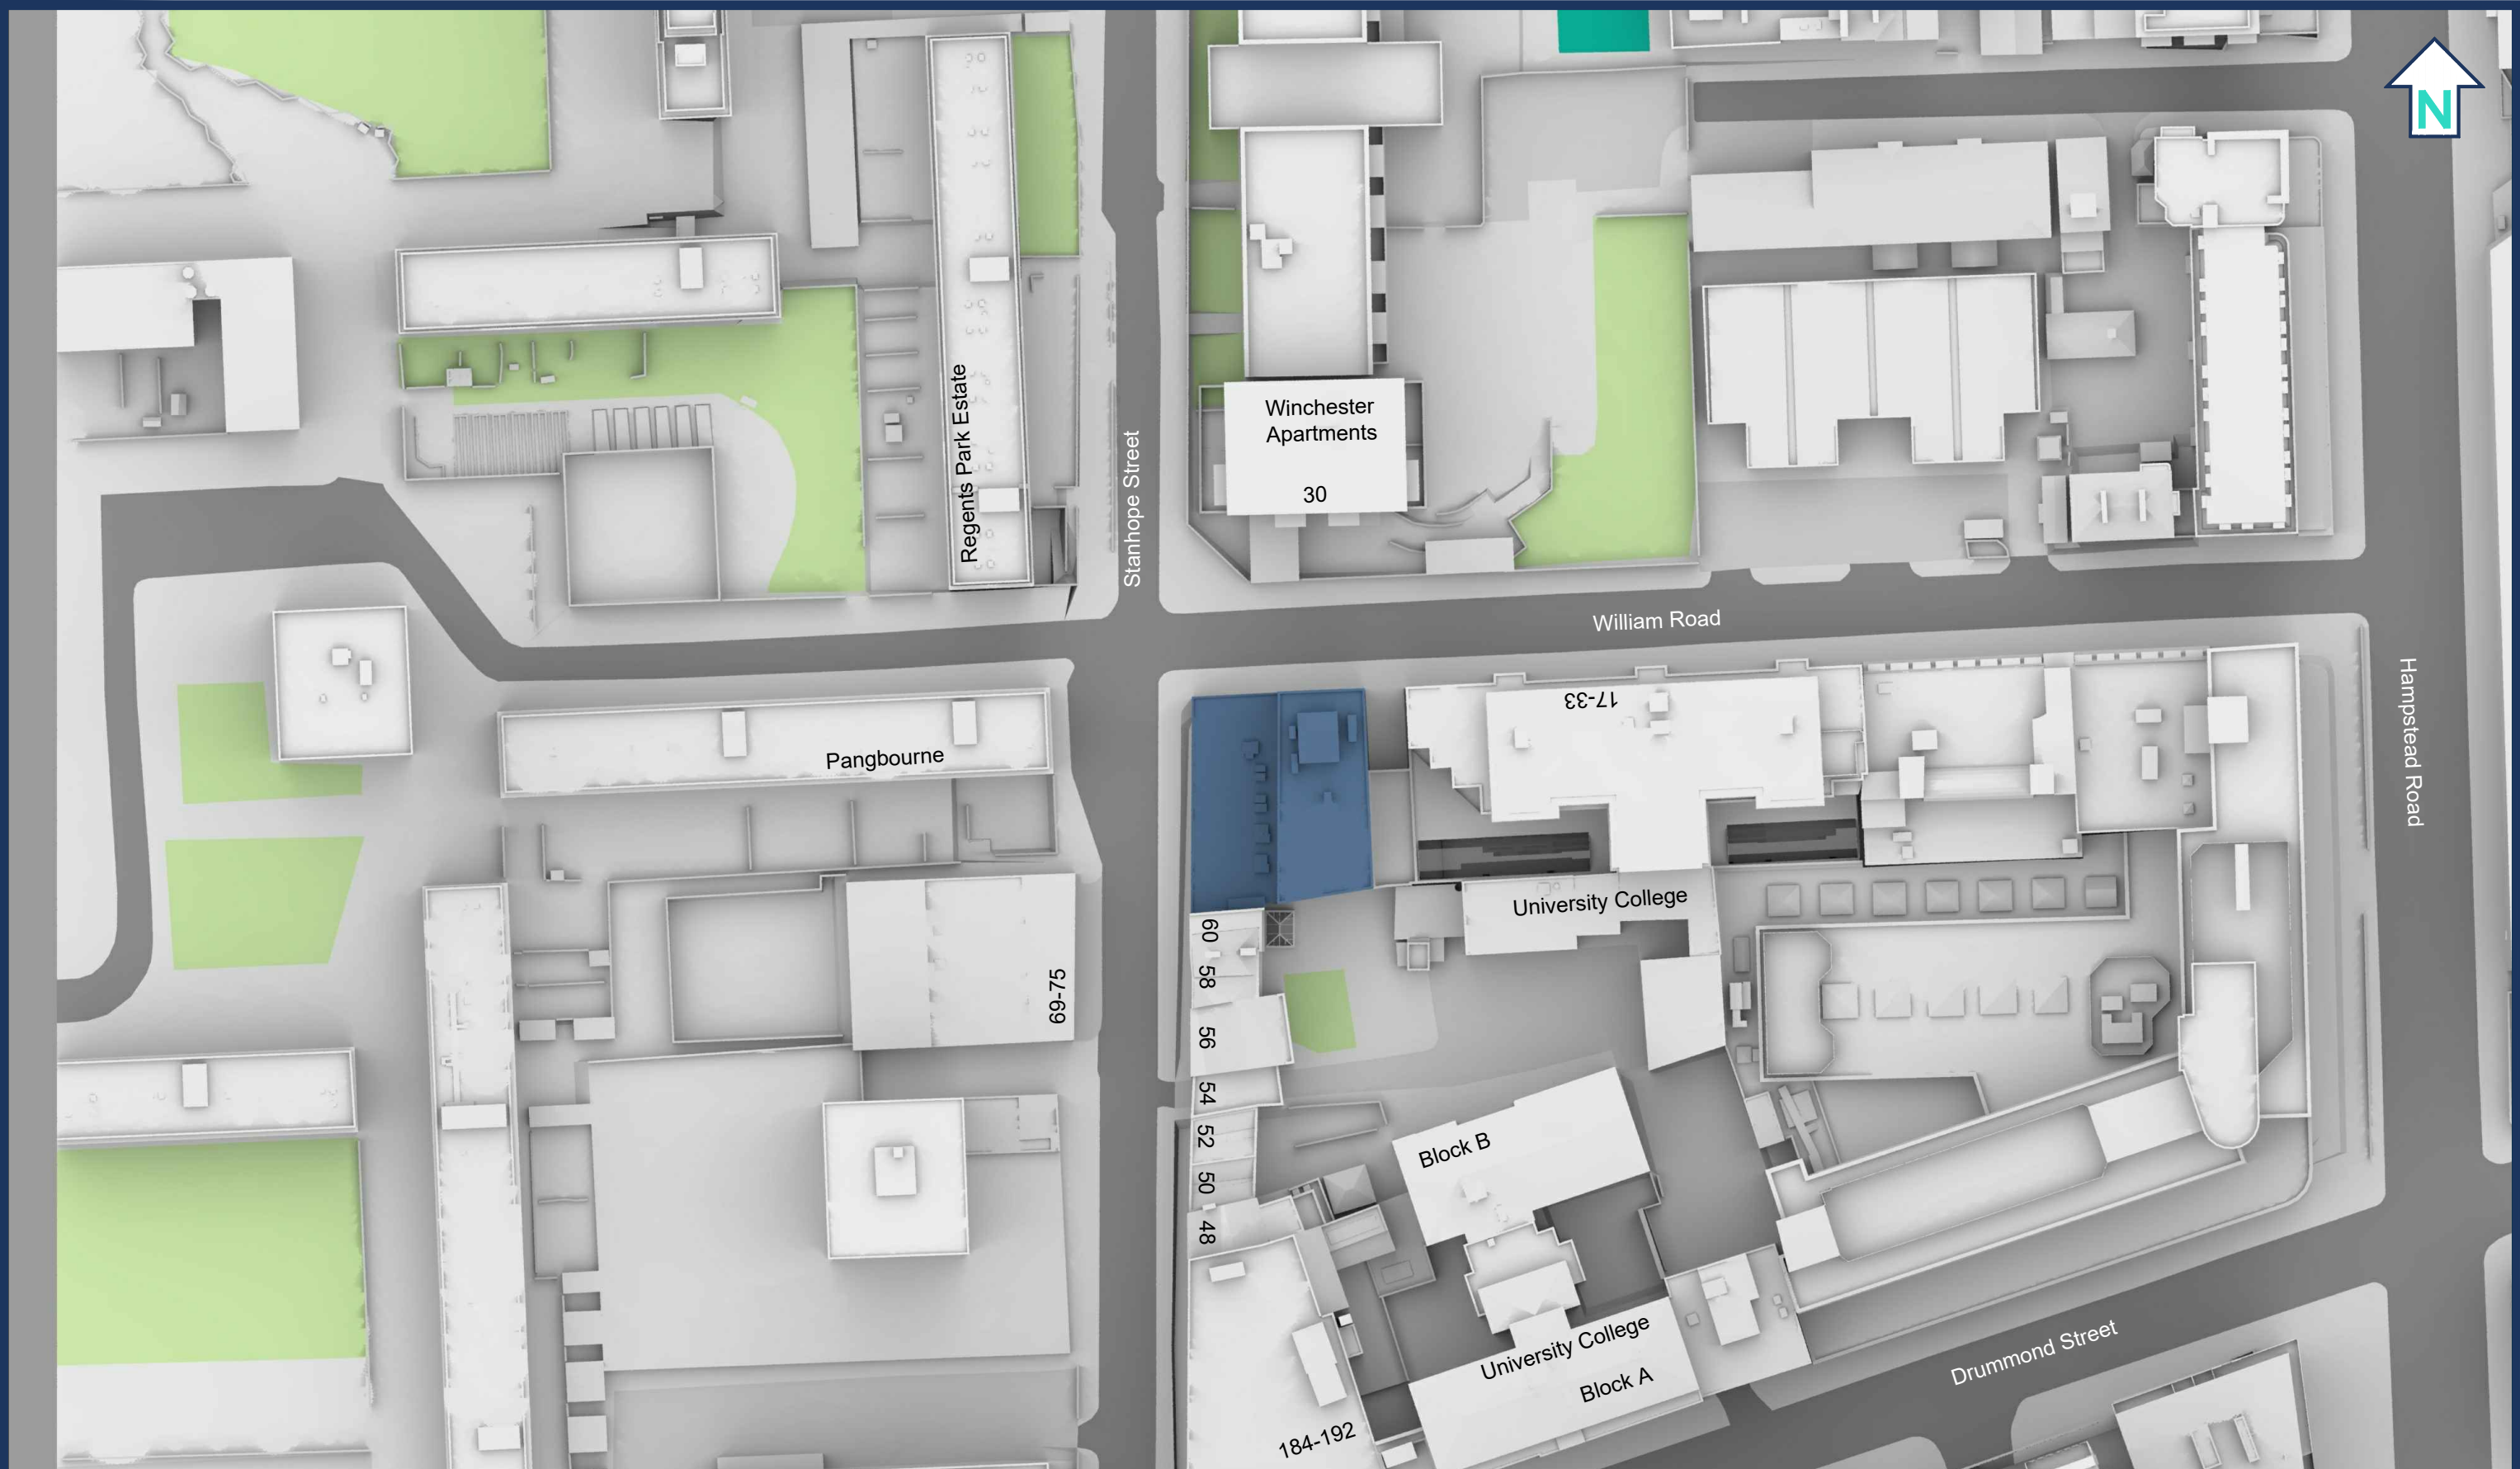 N
Regents Park Estate
Stanhope Street
Winchester
Apartments
30
William Road
Hampstead Road
17-33
Pangbourne
University College
60
58
56
54
52
50
48
69-75
Block B
University College
Block A
184-192
Drummond Street